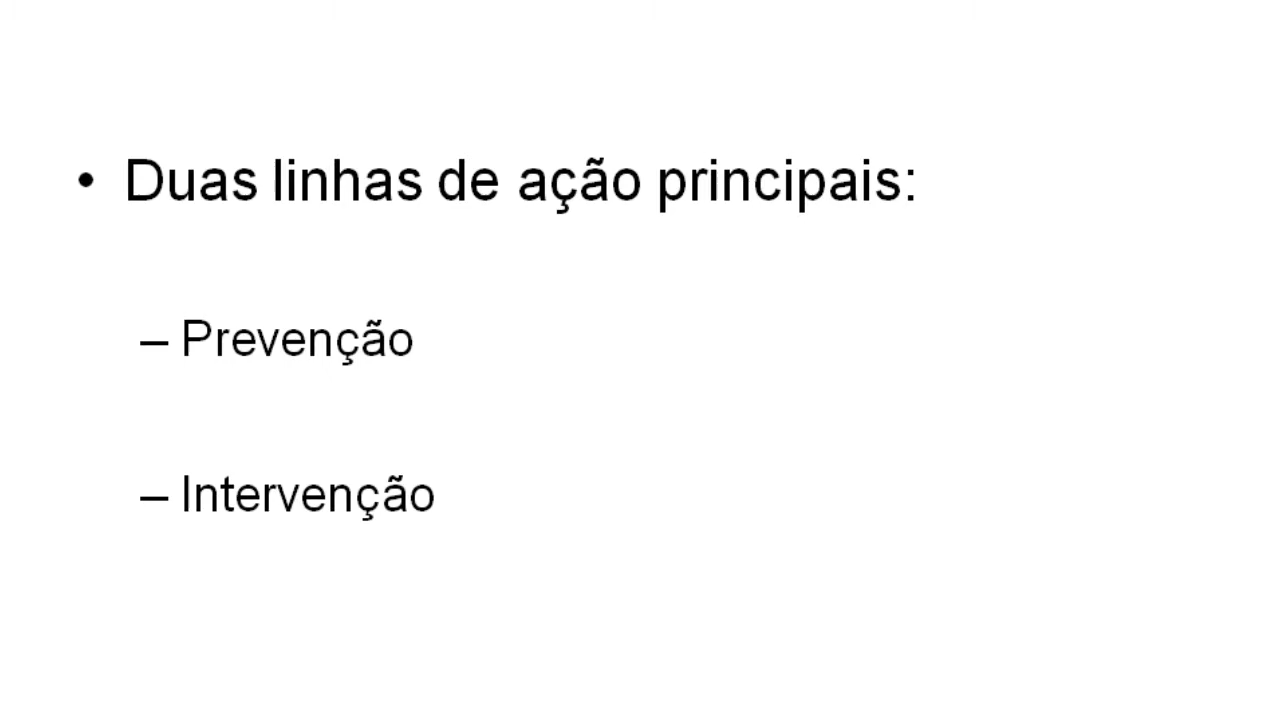 • Duas linhas de ação principais:
– Prevenção
– Intervenção